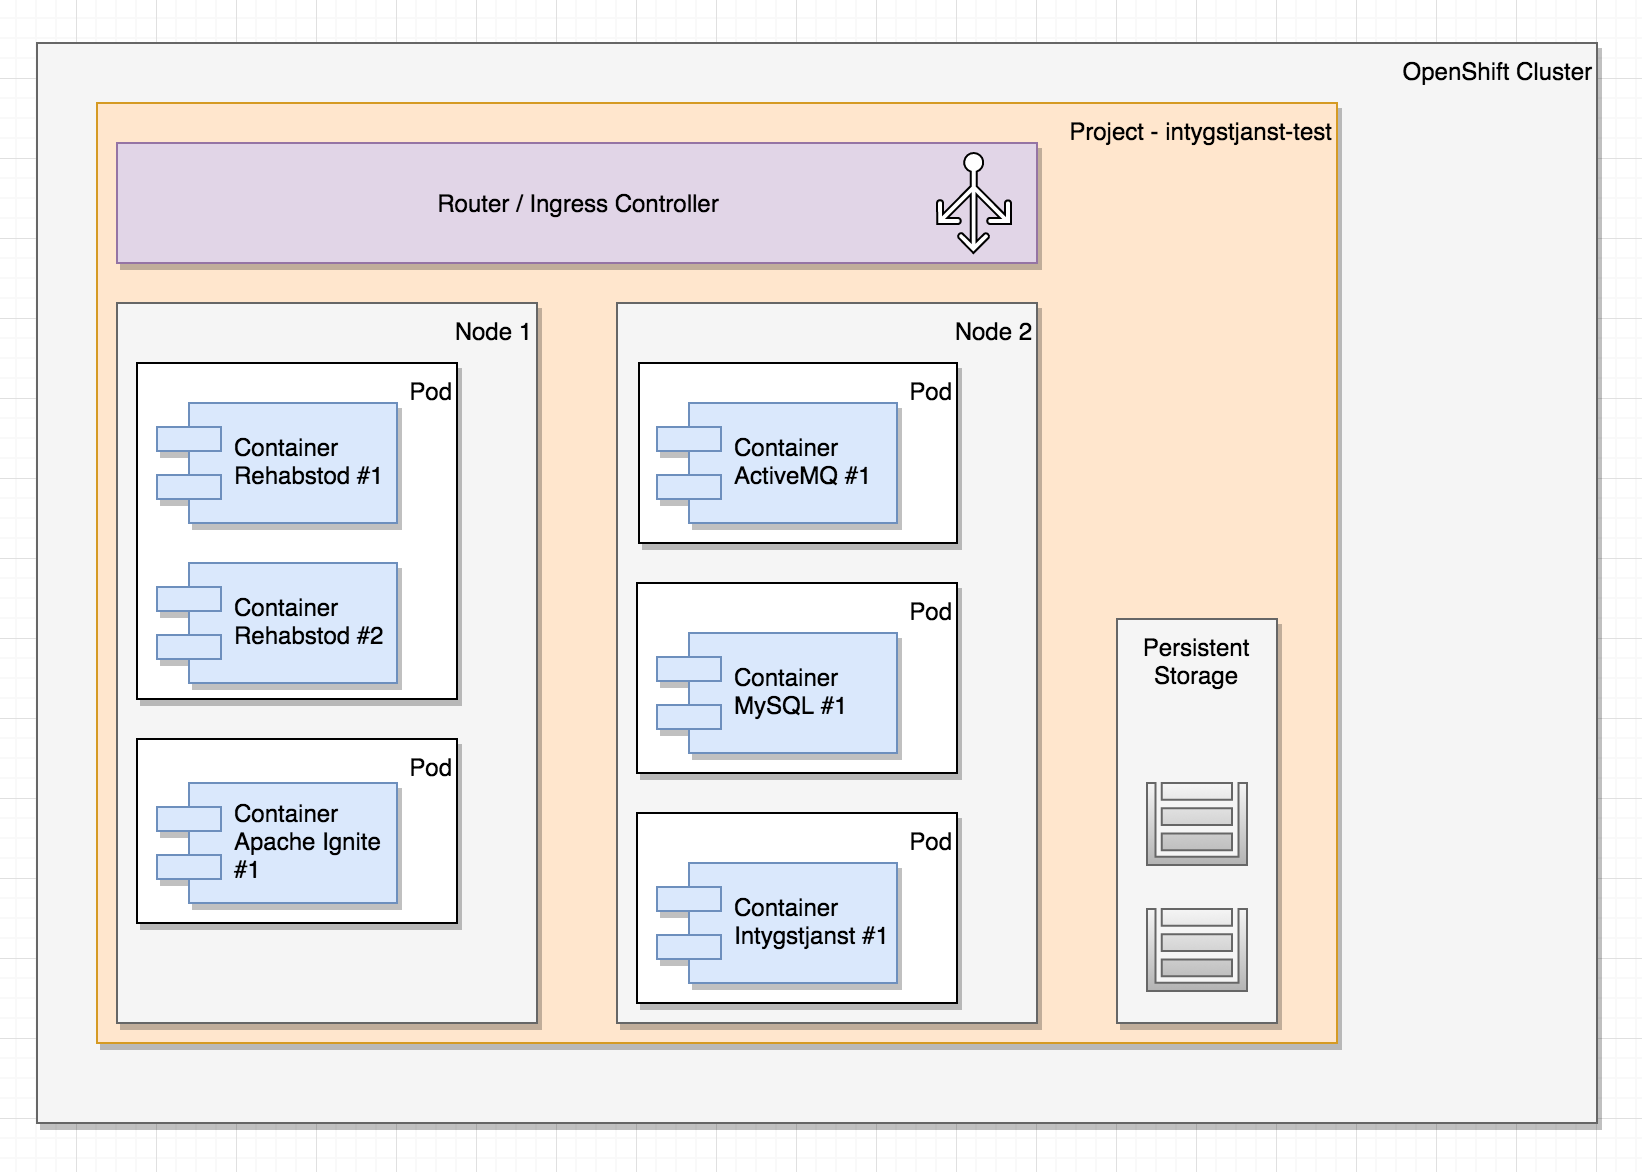 OpenShift Cluster
Project - intygstjanst-test
Router / Ingress Controller
Node 1
Pod
Container
Rehabstod #1
Container
Rehabstod #2
Pod
Container
Apache Ignite
#1
Node 2
Pod
Container
ActiveMQ #1
Pod
Container
MySQL #1
Pod
Container
Intygstjanst #1
Persistent
Storage